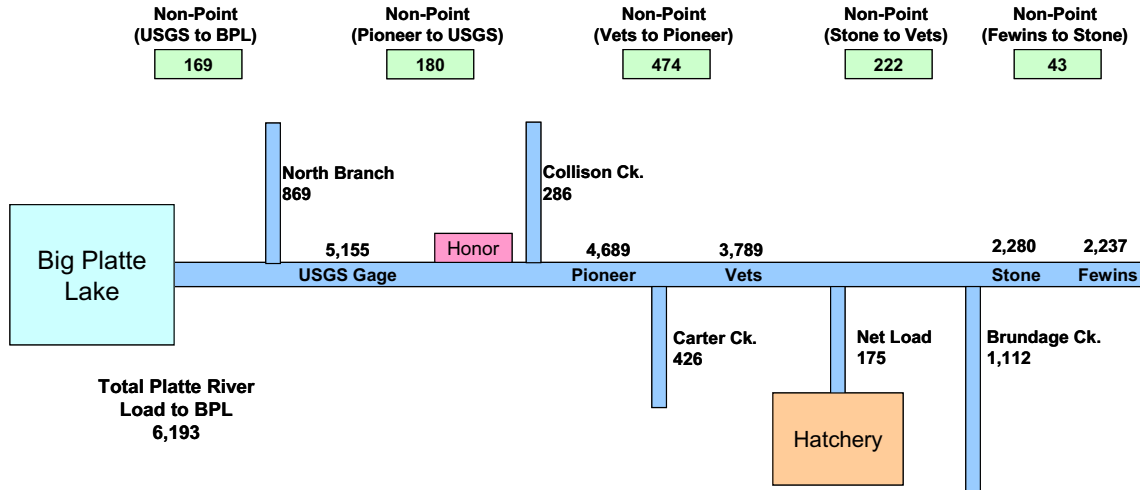 Non-Point
(USGS to BPL)
169
Non-Point
(Pioneer to USGS)
180
Non-Point
(Vets to Pioneer)
474
Non-Point
(Stone to Vets)
222
Non-Point
(Fewins to Stone)
43
North Branch
869
Collison Ck.
286
Big Platte
Lake
5,155
USGS Gage
Honor
4,689
Pioneer
3,789
Vets
2,280
Stone
2,237
Fewins
Carter Ck.
426
Net Load
175
Brundage Ck.
1,112
Total Platte River
Load to BPL
6,193
Hatchery